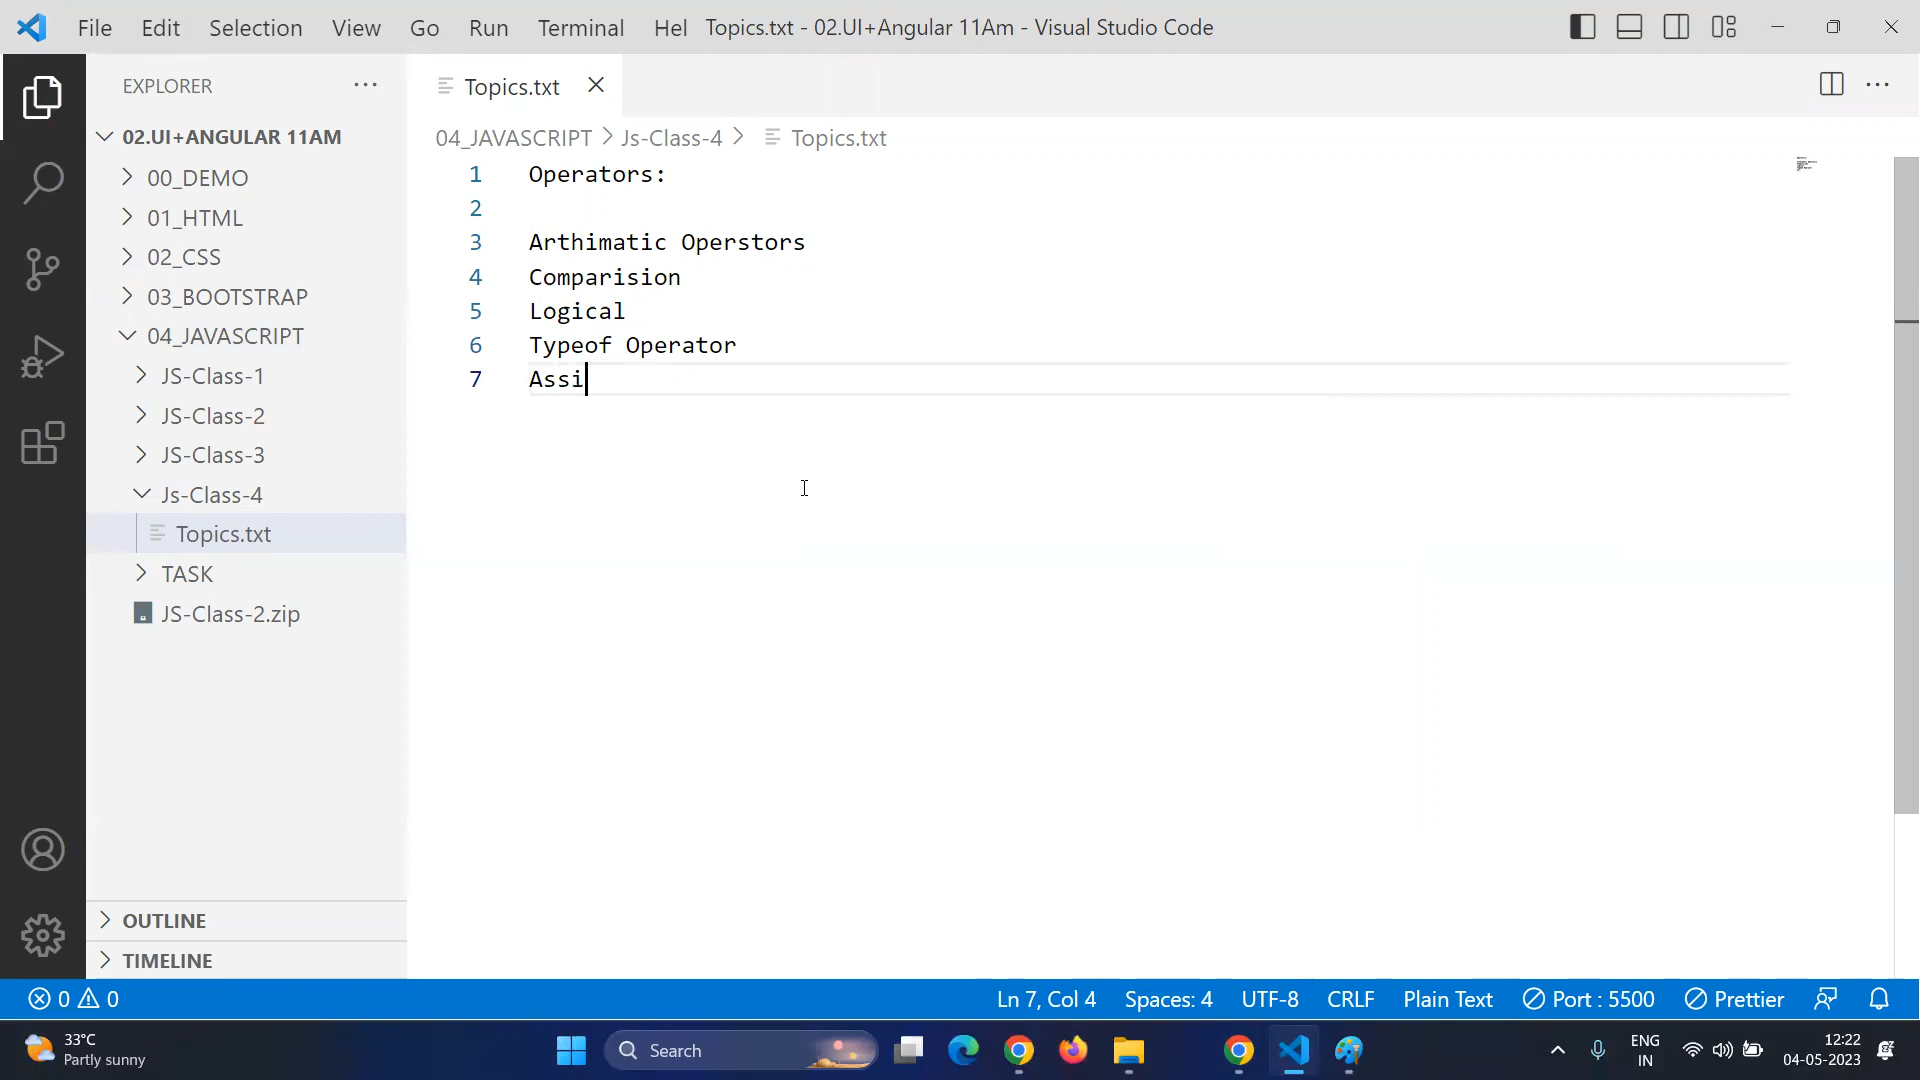 File Edit Selection View Go Run Terminal Hel Topics.txt - 02.UI+Angular 11Am - Visual Studio Code
EXPLORER
Topics.txt
02.UI+ANGULAR 11AM
04_JAVASCRIPT > Js-Class-4 > Topics.txt
00_DEMO
01_HTML
02_CSS
03_BOOTSTRAP
04_JAVASCRIPT
JS-Class-1
JS-Class-2
JS-Class-3
Js-Class-4
Topics.txt
TASK
JS-Class-2.zip
OUTLINE
TIMELINE
1 Operators:
2
3 Arthimatic Operstors
4 Comparision
5 Logical
6 Typeof Operator
7 Assi
0 0
Ln 7, Col 4 Spaces: 4 UTF-8 CRLF Plain Text Port : 5500 Prettier
33°C
Partly sunny
Search
ENG
IN
12:22
04-05-2023